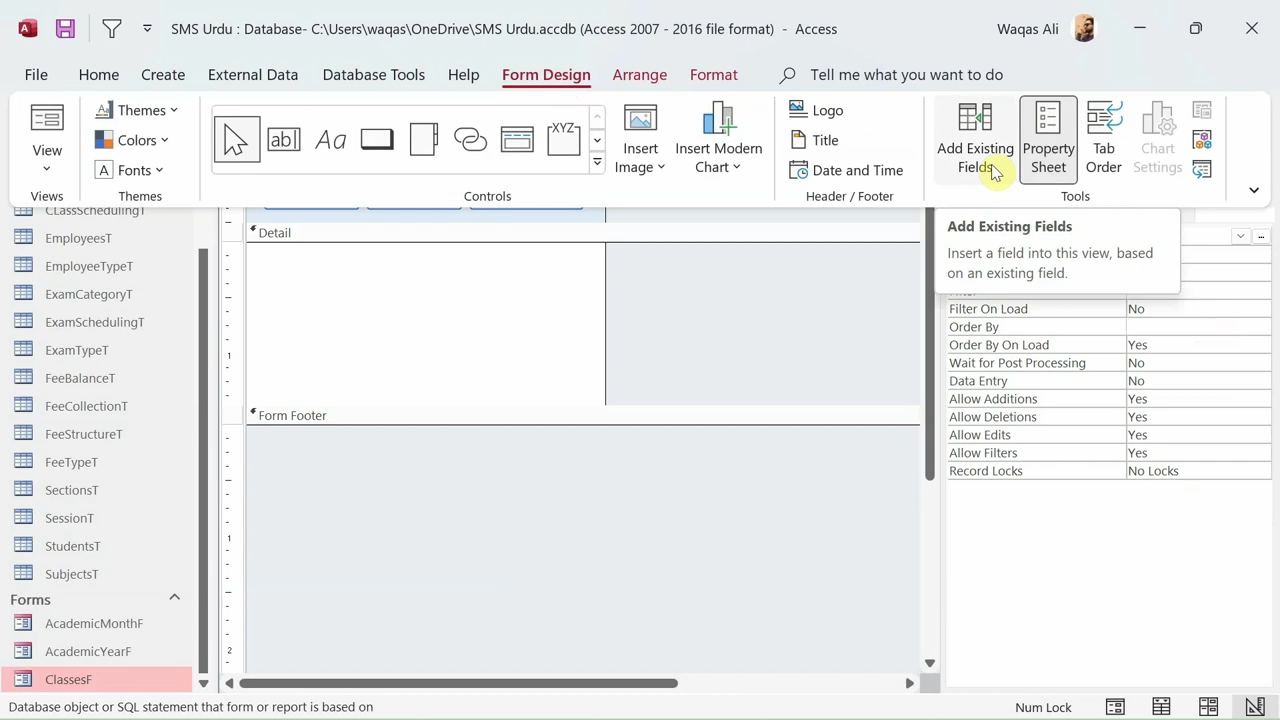 SMS Urdu : Database- C:\Users\waqas\OneDrive\SMS Urdu.accdb (Access 2007 - 2016 file format) - Access
Waqas Ali
File Home Create External Data Database Tools Help Form Design Arrange Format Tell me what you want to do
View
Views
Themes
Colors
Fonts
Themes
ab
Aa
XYZ
Controls
Insert Image
Insert Modern Chart
Logo
Title
Date and Time
Header / Footer
Add Existing Fields
Property Sheet
Tab Order
Chart Settings
Tools
Add Existing Fields
Insert a field into this view, based
on an existing field.
CLassSchedulingT
EmployeesT
EmployeeTypeT
ExamCategoryT
ExamSchedulingT
ExamTypeT
FeeBalanceT
FeeCollectionT
FeeStructureT
FeeTypeT
SectionsT
SessionT
StudentsT
SubjectsT
Forms
AcademicMonthF
AcademicYearF
ClassesF
Detail
1
Form Footer
1
2
Filter On Load No
Order By
Order By On Load Yes
Wait for Post Processing No
Data Entry No
Allow Additions Yes
Allow Deletions Yes
Allow Edits Yes
Allow Filters Yes
Record Locks No Locks
Database object or SQL statement that form or report is based on
Num Lock